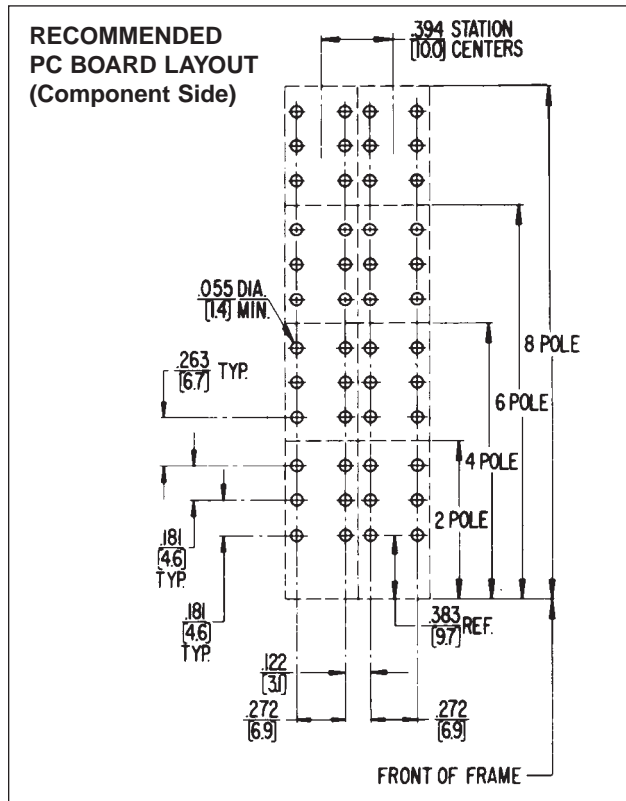 RECOMMENDED
PC BOARD LAYOUT
(Component Side)
.394 STATION
[10.0] CENTERS
.055 DIA.
[1.4] MIN.
.263 TYP.
[6.7]
8 POLE
6 POLE
4 POLE
2 POLE
.181
[4.6]
TYP.
.181
[4.6]
TYP.
.383 REF.
[9.7]
.122
[3.1]
.272
[6.9]
.272
[6.9]
FRONT OF FRAME